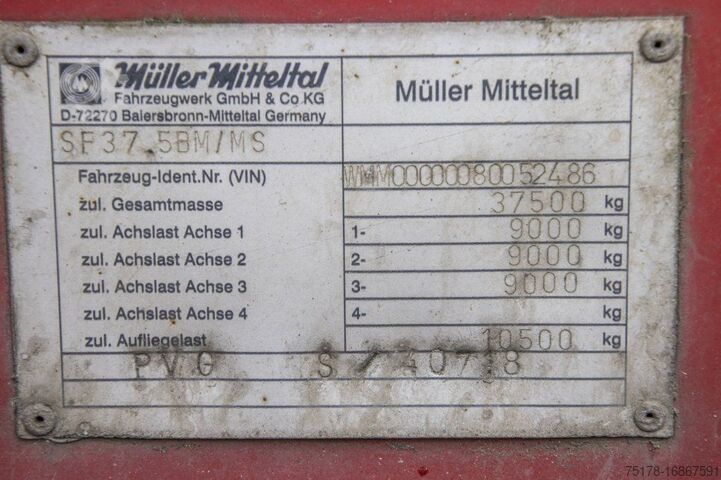 Müller Mitteltal
Fahrzeugwerk GmbH & Co KG
D-72270 Baiersbronn-Mitteltal Germany
Müller Mitteltal
SF37.5BM/MS
Fahrzeug-Ident.Nr. (VIN) WMM00000080052486
zul. Gesamtmasse 37500 kg
zul. Achslast Achse 1 1- 9000 kg
zul. Achslast Achse 2 2- 9000 kg
zul. Achslast Achse 3 3- 9000 kg
zul. Achslast Achse 4 4- kg
zul. Aufliegelast 10500 kg
PVG S/40718
75178-16867591